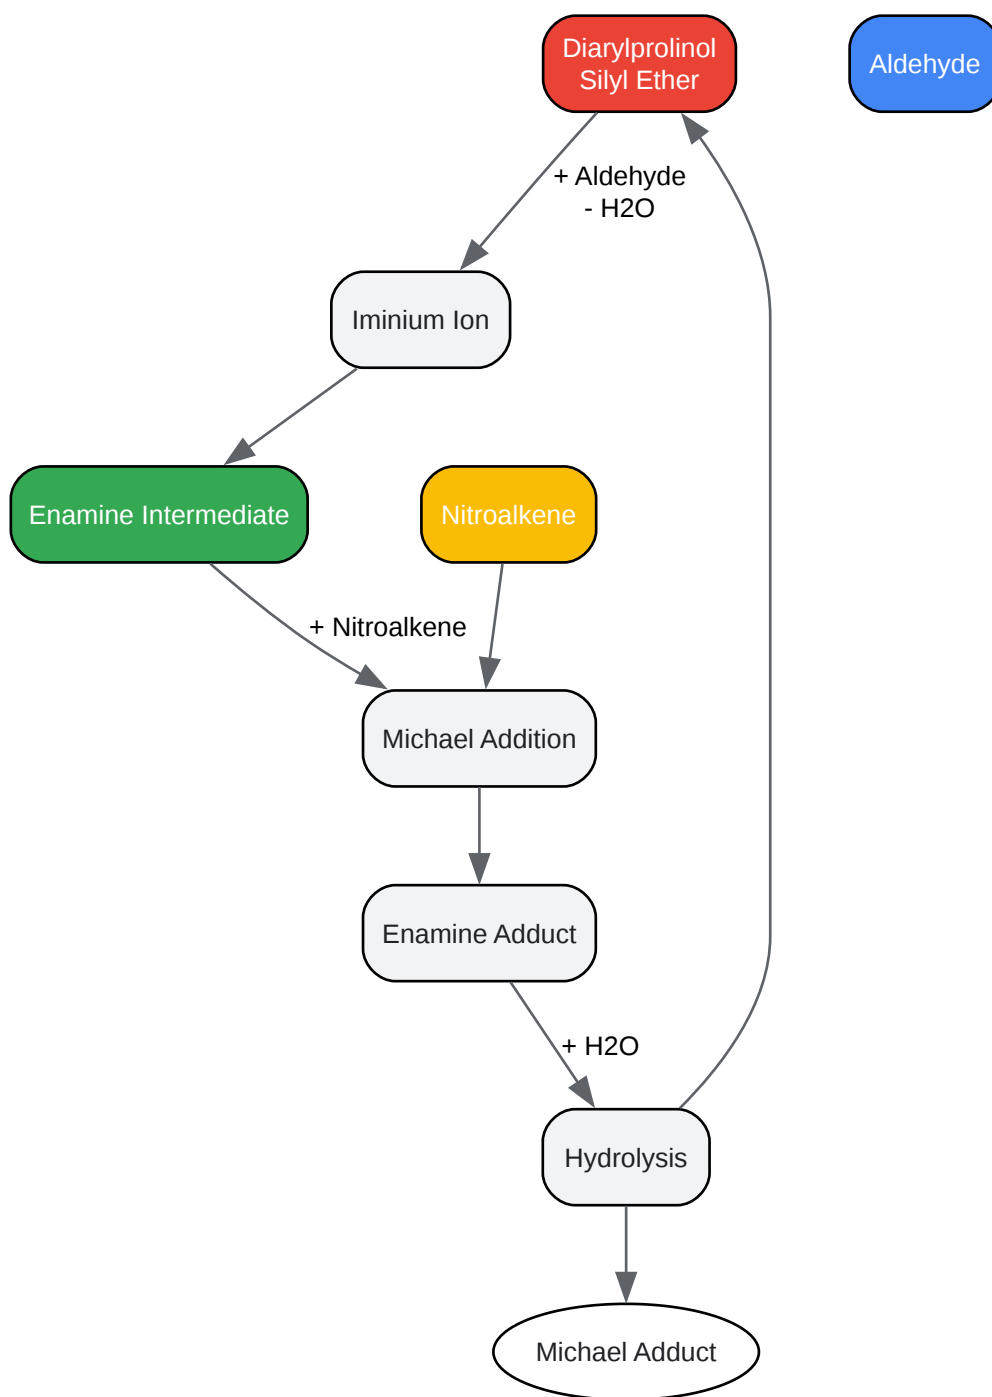 Diarylprolinol
Silyl Ether
Aldehyde
+ Aldehyde
- H2O
Iminium Ion
Enamine Intermediate
Nitroalkene
+ Nitroalkene
Michael Addition
Enamine Adduct
+ H2O
Hydrolysis
Michael Adduct